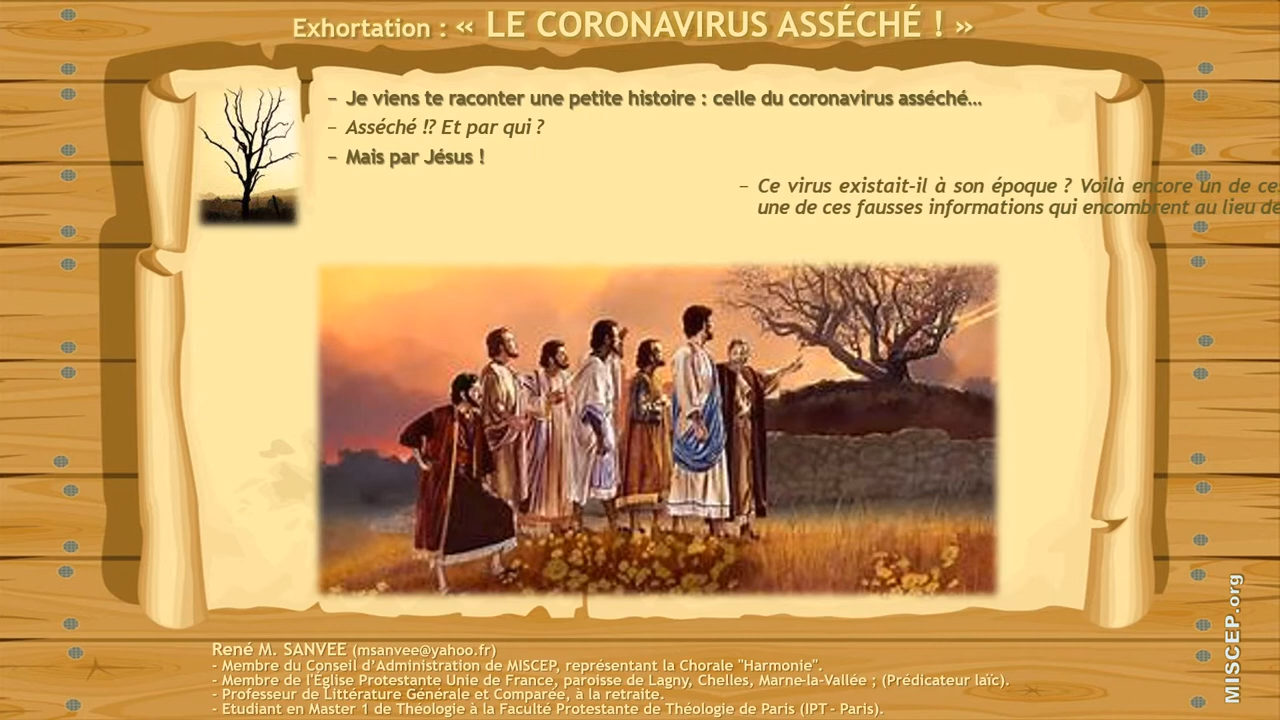 Exhortation : « LE CORONAVIRUS ASSÉCHÉ ! »
– Je viens te raconter une petite histoire : celle du coronavirus asséché…
– Asséché !? Et par qui ?
– Mais par Jésus !
– Ce virus existait-il à son époque ? Voilà encore un de ce
une de ces fausses informations qui encombrent au lieu de
René M. SANVEE (msanvee@yahoo.fr)
- Membre du Conseil d’Administration de MISCEP, représentant la Chorale "Harmonie".
- Membre de l'Église Protestante Unie de France, paroisse de Lagny, Chelles, Marne-la-Vallée ; (Prédicateur laïc).
- Professeur de Littérature Générale et Comparée, à la retraite.
- Etudiant en Master 1 de Théologie à la Faculté Protestante de Théologie de Paris (IPT - Paris).
MISCEP.org